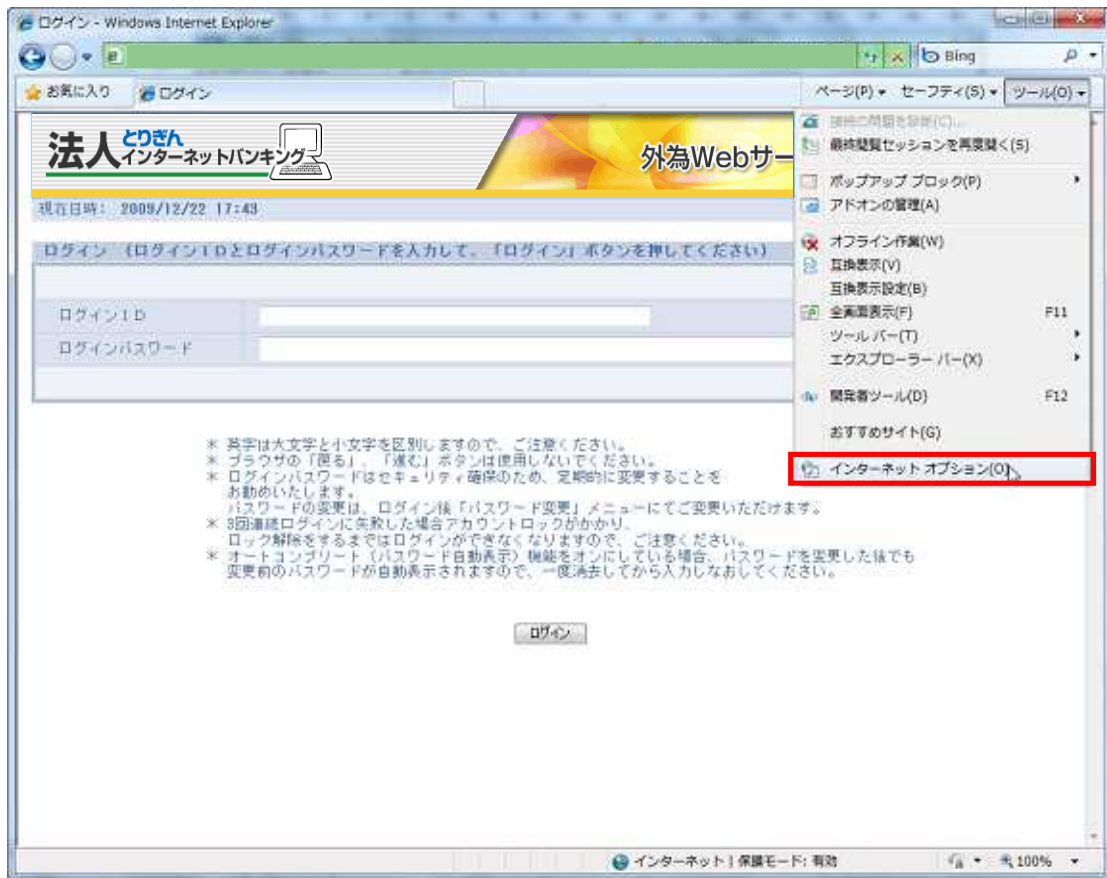 ログイン - Windows Internet Explorer
Bing
お気に入り
ログイン
ページ(P)
セーフティ(S)
ツール(O)
法人とりぎんインターネットバンキング
外為Webサー
現在日時： 2009/12/22 17:43
ログイン （ログインIDとログインパスワードを入力して、「ログイン」ボタンを押してください）
ログインID
ログインパスワード
接続の問題を診断(C)...
最終閲覧セッションを再度開く(S)
ポップアップ ブロック(P)
アドオンの管理(A)
オフライン作業(W)
互換表示(V)
互換表示設定(B)
全画面表示(F) F11
ツール バー(T)
エクスプローラー バー(X)
開発者ツール(D) F12
おすすめサイト(G)
インターネット オプション(O)
＊ 英字は大文字と小文字を区別しますので、ご注意ください。
＊ ブラウザの「戻る」、「進む」ボタンは使用しないでください。
＊ ログインパスワードはセキュリティ確保のため、定期的に変更することを
お勧めいたします。
パスワードの変更は、ログイン後「パスワード変更」メニューにてご変更いただけます。
＊ 3回連続ログインに失敗した場合アカウントロックがかかり、
ロック解除をするまではログインができなくなりますので、ご注意ください。
＊ オートコンプリート（パスワード自動表示）機能をオンにしている場合、パスワードを変更した後でも
変更前のパスワードが自動表示されますので、一度消去してから入力しなおしてください。
ログイン
インターネット | 保護モード: 有効
100%